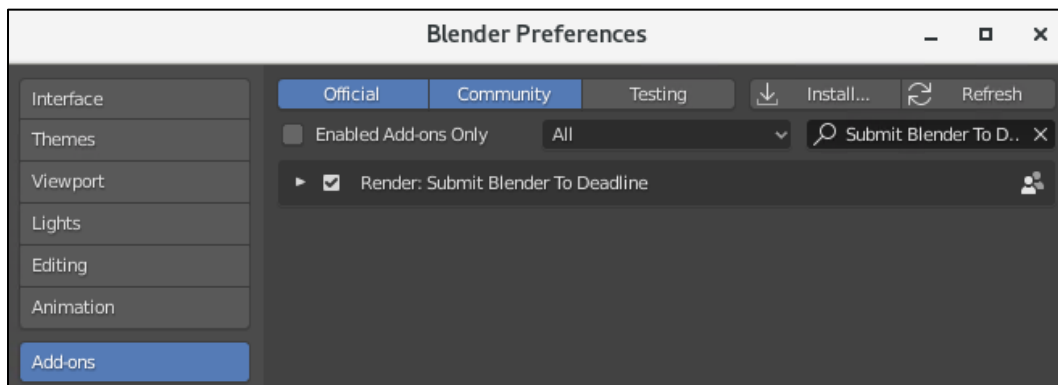 Blender Preferences
Interface
Themes
Viewport
Lights
Editing
Animation
Add-ons
Official Community Testing Install... Refresh
Enabled Add-ons Only All Submit Blender To D..
Render: Submit Blender To Deadline